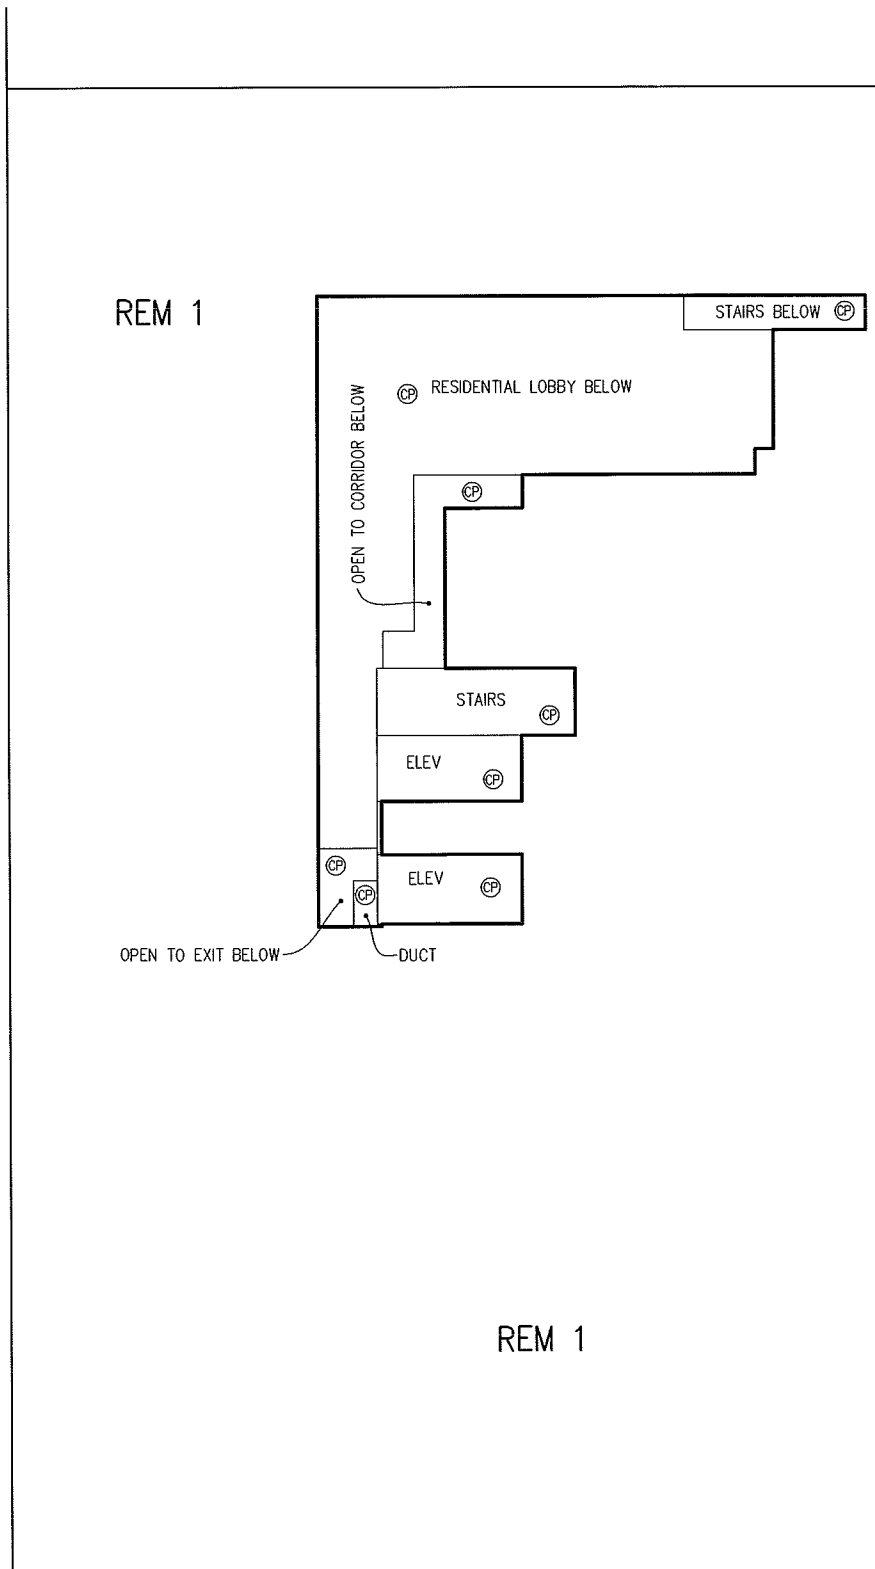 REM 1
STAIRS BELOW CP
CP RESIDENTIAL LOBBY BELOW
OPEN TO CORRIDOR BELOW
CP
STAIRS
CP
ELEV
CP
CP
ELEV
CP
CP
OPEN TO EXIT BELOW
DUCT
REM 1